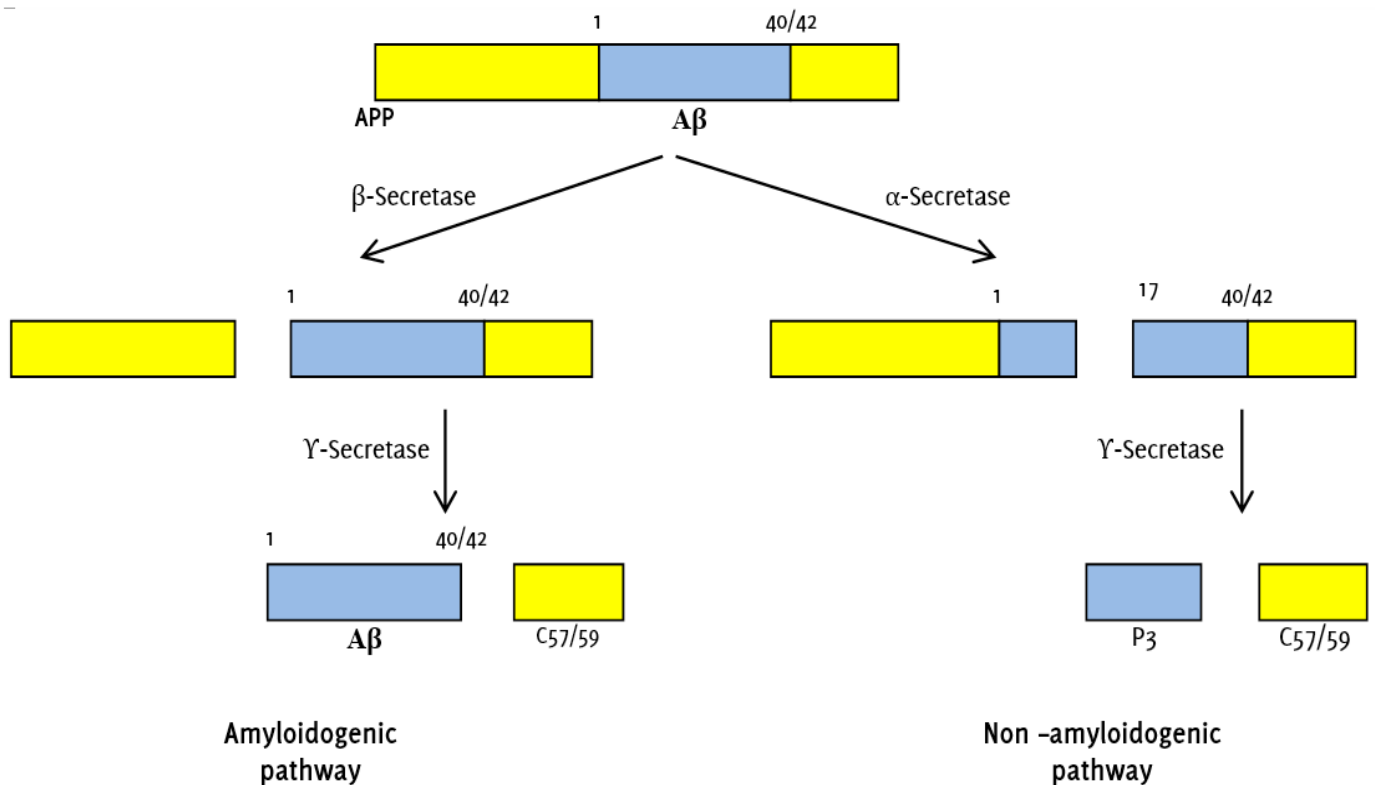 1 40/42
APP Aβ
β-Secretase α-Secretase
1 40/42 1 17 40/42
ϒ-Secretase ϒ-Secretase
1 40/42
Aβ C57/59 P3 C57/59
Amyloidogenic
pathway
Non –amyloidogenic
pathway